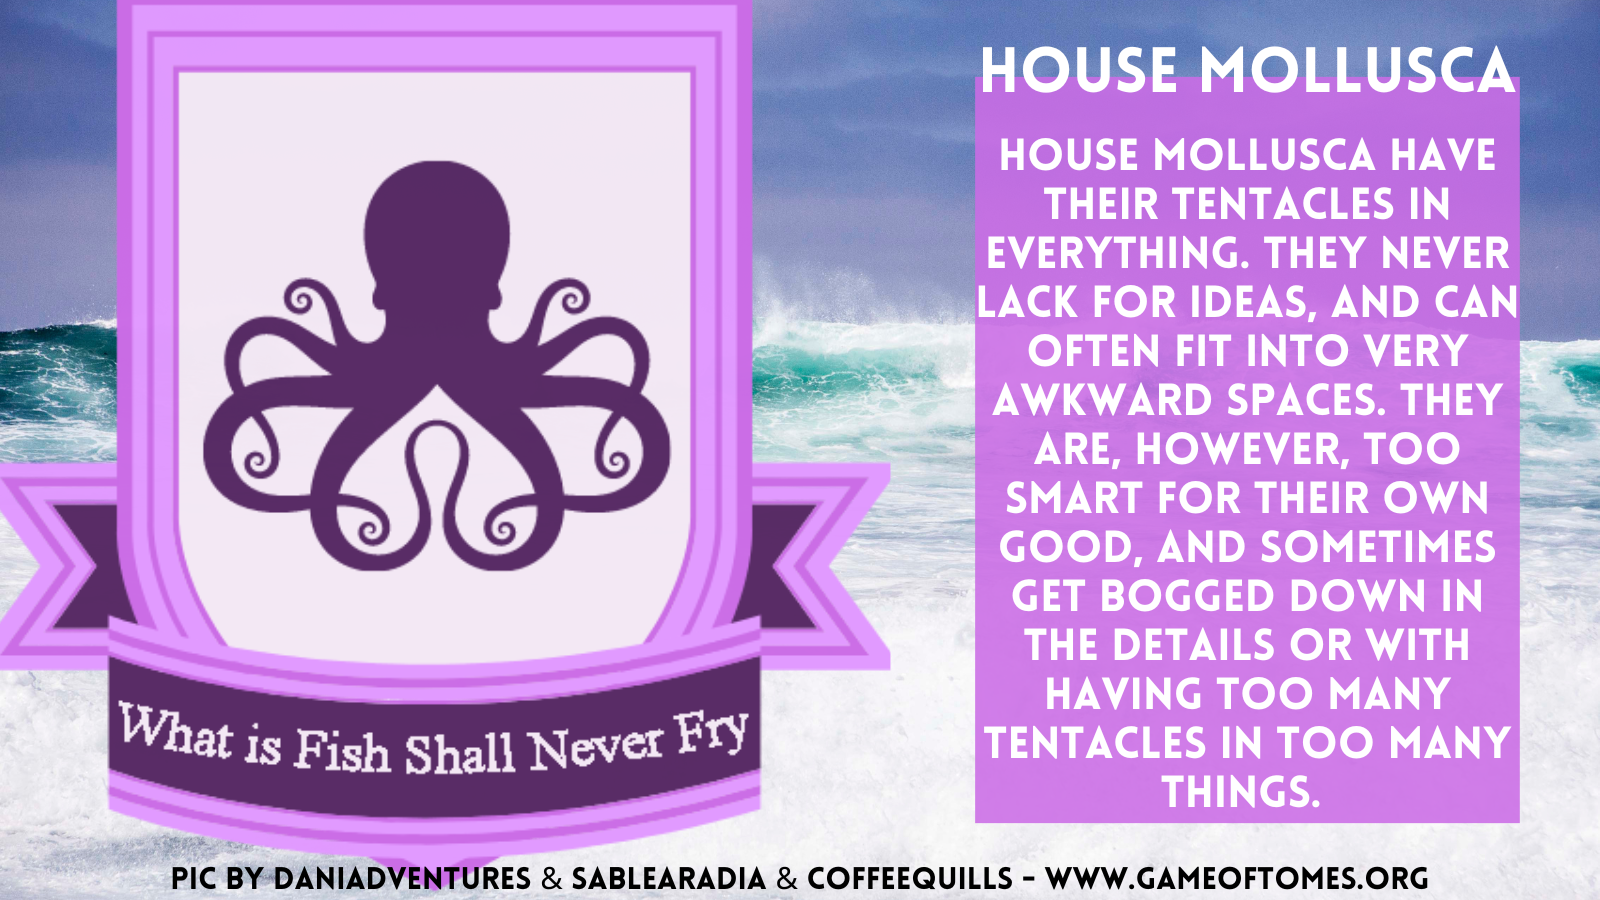 What is Fish Shall Never Fry
HOUSE MOLLUSCA
HOUSE MOLLUSCA HAVE
THEIR TENTACLES IN
EVERYTHING. THEY NEVER
LACK FOR IDEAS, AND CAN
OFTEN FIT INTO VERY
AWKWARD SPACES. THEY
ARE, HOWEVER, TOO
SMART FOR THEIR OWN
GOOD, AND SOMETIMES
GET BOGGED DOWN IN
THE DETAILS OR WITH
HAVING TOO MANY
TENTACLES IN TOO MANY
THINGS.
PIC BY DANIADVENTURES & SABLEARADIA & COFFEEQUILLS - WWW.GAMEOFTOMES.ORG